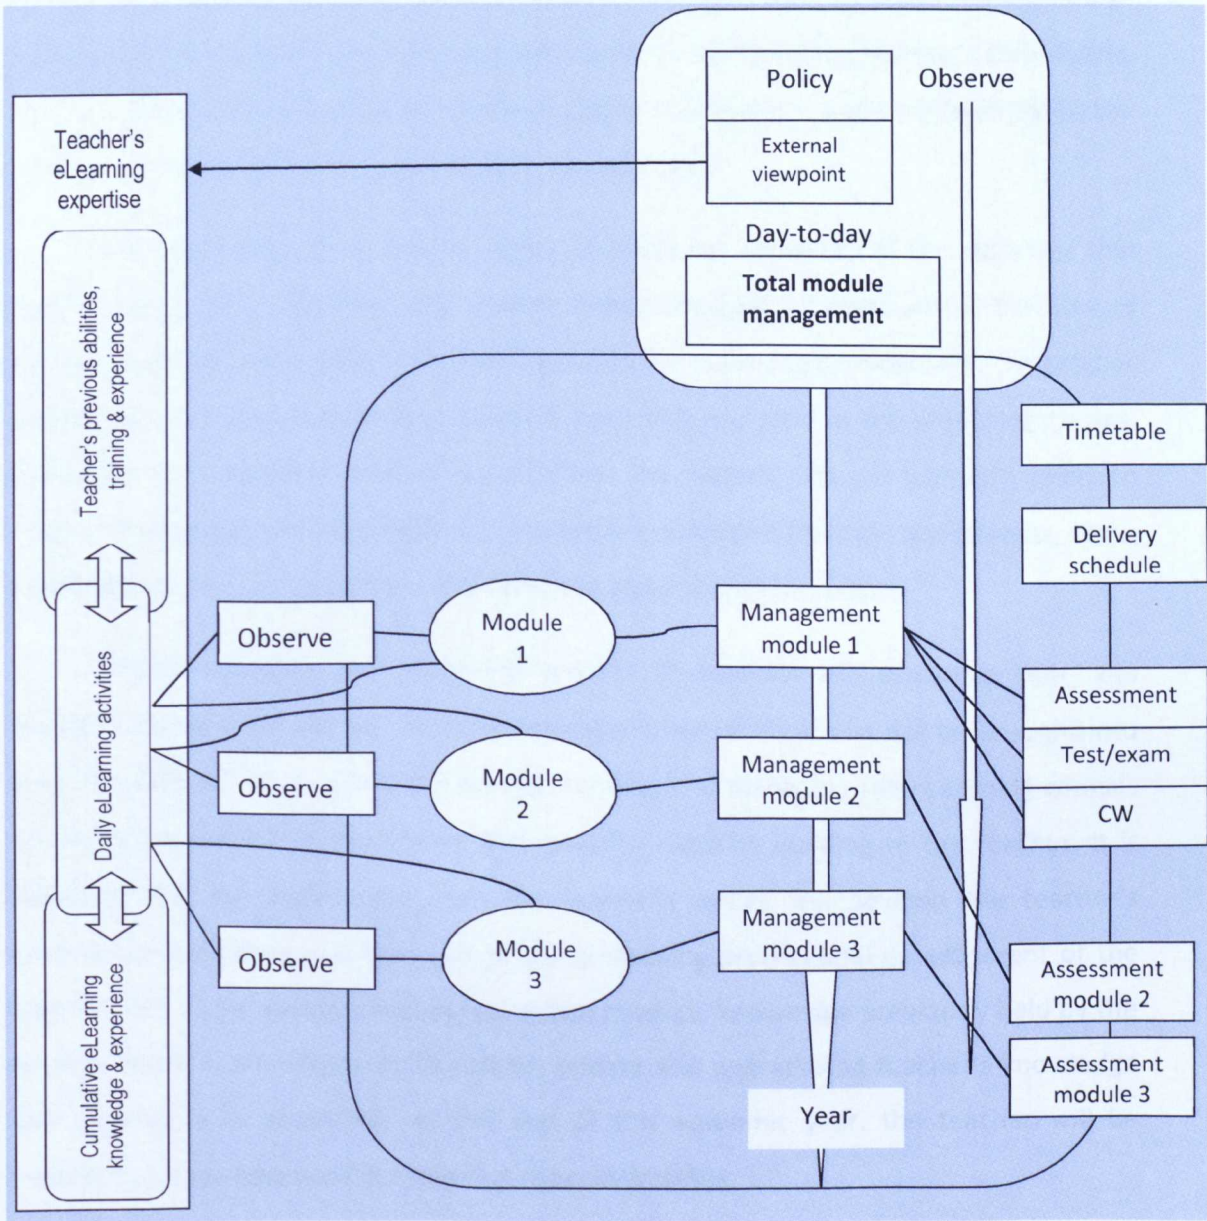 Teacher's
eLearning
expertise
Teacher's previous abilities,
training & experience
Daily eLearning activities
Cumulative eLearning
knowledge & experience
Policy
Observe
External
viewpoint
Day-to-day
Total module
management
Timetable
Delivery
schedule
Observe
Module
1
Management
module 1
Assessment
Test/exam
CW
Observe
Module
2
Management
module 2
Observe
Module
3
Management
module 3
Assessment
module 2
Assessment
module 3
Year